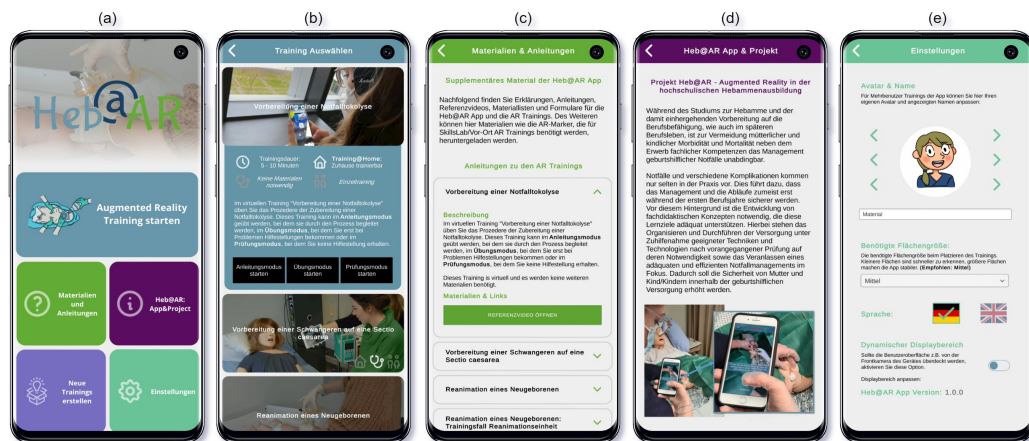 (a)
Heb@AR
Augmented Reality
Training starten
Materialien
und
Anleitungen
Heb@AR:
App&Project
Neue
Trainings
erstellen
Einstellungen
(b)
Training Auswählen
Vorbereitung einer Notfalltokolyse
Trainingsdauer:
5 - 10 Minuten
Training@Home:
Zuhause trainierbar
Keine Materialien
notwendig
Einzeltraining
Im virtuellen Training "Vorbereitung einer Notfalltokolyse"
üben Sie das Prozedere der Zubereitung einer
Notfalltokolyse. Dieses Training kann im Anleitungsmodus
geübt werden, bei dem sie durch den Prozess begleitet
werden, im Übungsmodus, bei dem Sie erst bei
Problemen Hilfestellungen bekommen oder im
Prüfungsmodus, bei dem Sie keine Hilfestellung erhalten.
Anleitungsmodus
starten
Übungsmodus
starten
Prüfungsmodus
starten
Vorbereitung einer Schwangeren auf eine Sectio
caesarea
Reanimation eines Neugeborenen
(c)
Materialien & Anleitungen
Supplementäres Material der Heb@AR App
Nachfolgend finden Sie Erklärungen, Anleitungen,
Referenzvideos, Materiallisten und Formulare für die
Heb@AR App und die AR Trainings. Des Weiteren
können hier Materialien wie die AR-Marker, die für
SkillsLab/Vor-Ort AR Trainings benötigt werden,
heruntergeladen werden.
Anleitungen zu den AR Trainings
Vorbereitung einer Notfalltokolyse
Beschreibung
Im virtuellen Training "Vorbereitung einer Notfalltokolyse"
üben Sie das Prozedere der Zubereitung einer
Notfalltokolyse. Dieses Training kann im Anleitungsmodus
geübt werden, bei dem sie durch den Prozess begleitet
werden, im Übungsmodus, bei dem Sie erst bei
Problemen Hilfestellungen bekommen oder im
Prüfungsmodus, bei dem Sie keine Hilfestellung erhalten.
Dieses Training is virtuell und es werden keine weiteren
Materialien benötigt.
Materialien & Links
REFERENZVIDEO ÖFFNEN
Vorbereitung einer Schwangeren auf eine
Sectio caesarea
Reanimation eines Neugeborenen
Reanimation eines Neugeborenen:
Trainingsfall Reanimationseinheit
(d)
Heb@AR App & Projekt
Projekt Heb@AR - Augmented Reality in der
hochschulischen Hebammenausbildung
Während des Studiums zur Hebamme und der
damit einhergehenden Vorbereitung auf die
Berufsbefähigung, wie auch im späteren
Berufsleben, ist zur Vermeidung mütterlicher und
kindlicher Morbidität und Mortalität neben dem
Erwerb fachlicher Kompetenzen das Management
geburtshilflicher Notfälle unabdingbar.
Notfälle und verschiedene Komplikationen kommen
nur selten in der Praxis vor. Dies führt dazu, dass
das Management und die Abläufe zumeist erst
während der ersten Berufsjahre sicherer werden.
Vor diesem Hintergrund ist die Entwicklung von
fachdidaktischen Konzepten notwendig, die diese
Lernziele adäquat unterstützen. Hierbei stehen das
Organisieren und Durchführen der Versorgung unter
Zuhilfenahme geeigneter Techniken und
Technologien nach vorangegangener Prüfung auf
deren Notwendigkeit sowie das Veranlassen eines
adäquaten und effizienten Notfallmanagements im
Fokus. Dadurch soll die Sicherheit von Mutter und
Kind/Kindern innerhalb der geburtshilflichen
Versorgung erhöht werden.
(e)
Einstellungen
Avatar & Name
Für Mehrbenutzer Trainings der App können Sie hier Ihren
eigenen Avatar und angezeigten Namen anpassen:
Material
Benötigte Flächengröße:
Die benötigte Flächengröße beim Platzieren des Trainings.
Kleinere Flächen sind schneller zu erkennen, größere Flächen
machen die App stabiler. (Empfohlen: Mittel)
Mittel
Sprache:
Dynamischer Displaybereich
Sollte die Benutzeroberfläche z.B. von der
Frontkamera des Gerätes überdeckt werden,
aktivieren Sie diese Option.
Displaybereich anpassen:
Heb@AR App Version: 1.0.0